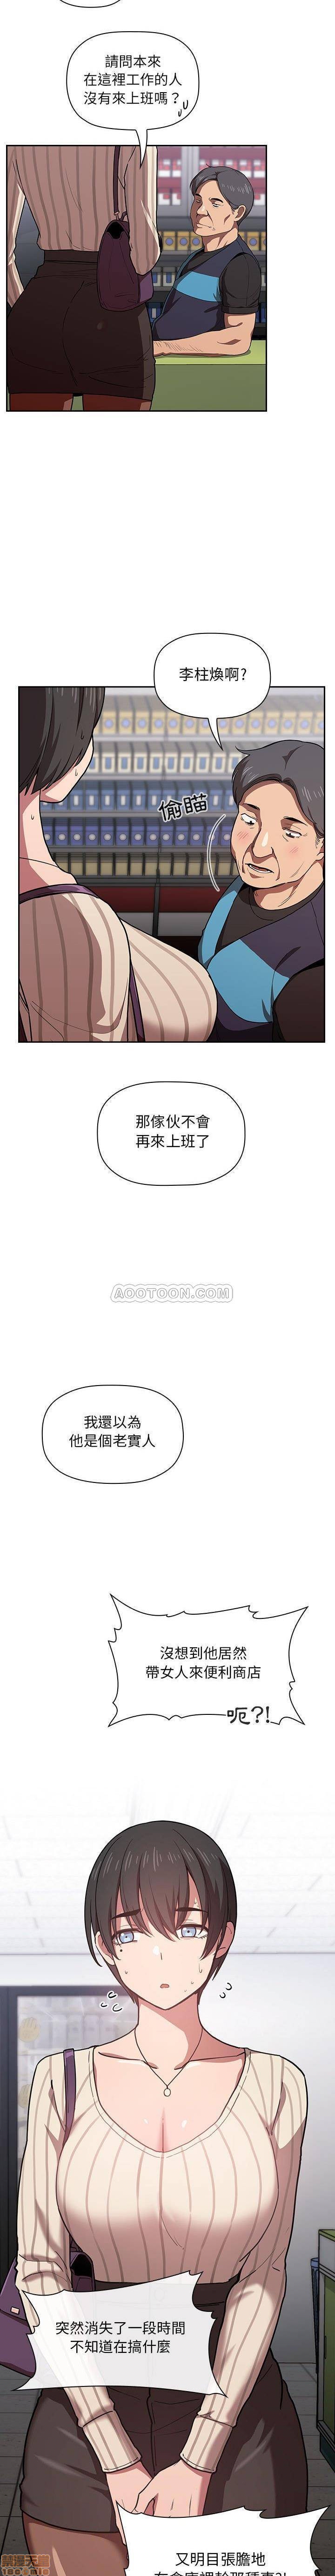 請問本來
在這裡工作的人
沒有來上班嗎？
李柱煥啊?
偷瞄
那傢伙不會
再來上班了
AOOTOON.COM
我還以為
他是個老實人
沒想到他居然
帶女人來便利商店
呃?!
突然消失了一段時間
不知道在搞什麼
又明目張膽地